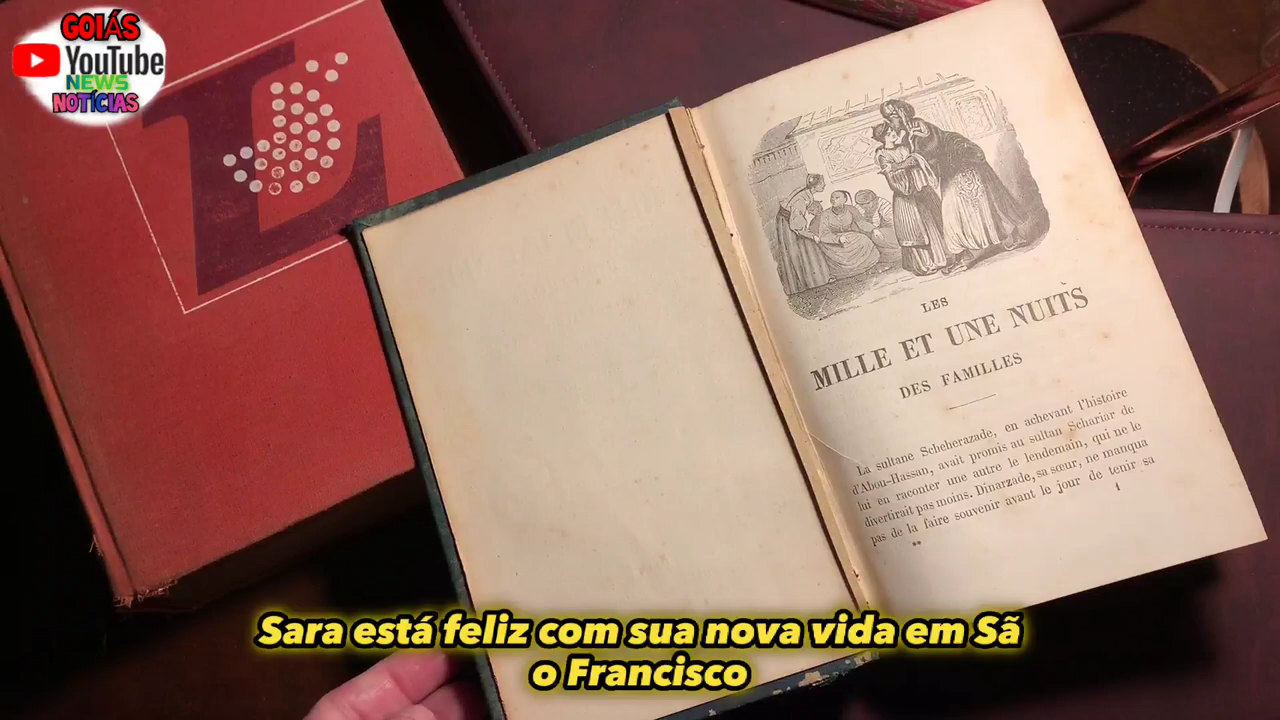 GOIÁS
YouTube
NEWS
NOTÍCIAS
L
LES
MILLE ET UNE NUITS
DES FAMILLES
La sultane Scheherazade, en achevant l'histoire
d'Abou-Hassan, avait promis au sultan Schariar de
lui en raconter une autre le lendemain, qui ne le
divertirait pas moins. Dinarzade, sa sœur, ne manqua
pas de la faire souvenir avant le jour de tenir sa
** 1
Sara está feliz com sua nova vida em Sã
o Francisco